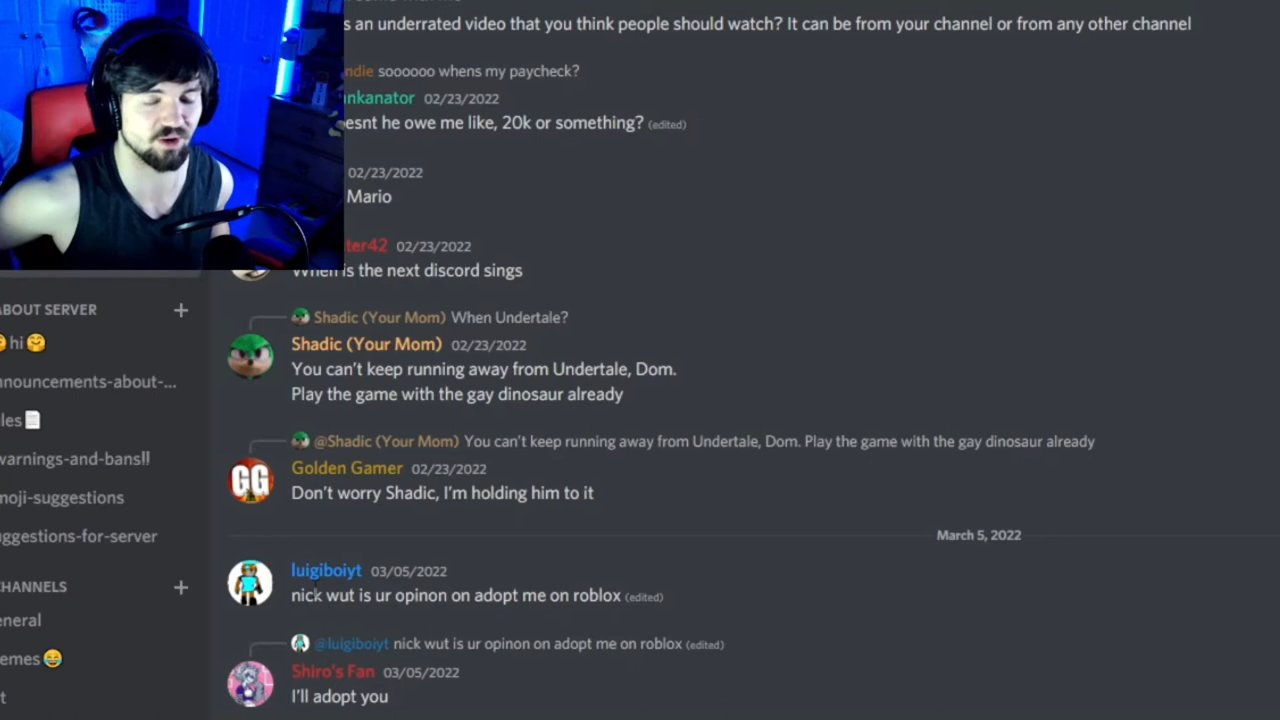 s an underrated video that you think people should watch? It can be from your channel or from any other channel
ndie soooooo whens my paycheck?
ankanator 02/23/2022
esnt he owe me like, 20k or something? (edited)
02/23/2022
Mario
ter42 02/23/2022
When is the next discord sings
ABOUT SERVER +
Shadic (Your Mom) When Undertale?
hi
Shadic (Your Mom) 02/23/2022
You can't keep running away from Undertale, Dom.
nnouncements-about-...
Play the game with the gay dinosaur already
les
@Shadic (Your Mom) You can't keep running away from Undertale, Dom. Play the game with the gay dinosaur already
warnings-and-bans!!
Golden Gamer 02/23/2022
GG
Don't worry Shadic, I'm holding him to it
moji-suggestions
uggestions-for-server
March 5, 2022
CHANNELS +
luigiboiyt 03/05/2022
nick wut is ur opinon on adopt me on roblox (edited)
eneral
@luigiboiyt nick wut is ur opinon on adopt me on roblox (edited)
emes
Shiro's Fan 03/05/2022
I'll adopt you
t